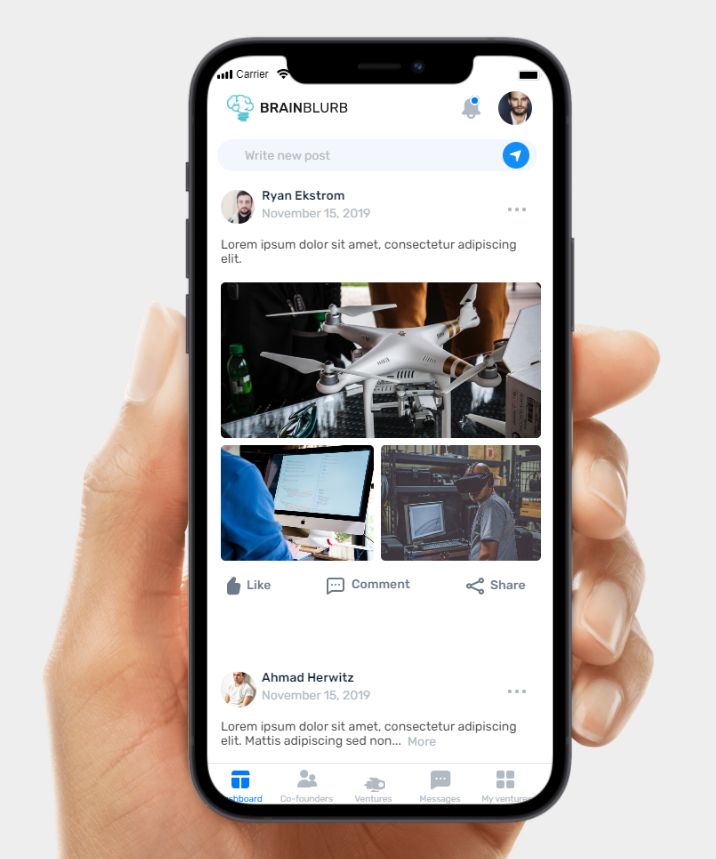 Carrier
BRAINBLURB
Write new post
Ryan Ekstrom
November 15, 2019
Lorem ipsum dolor sit amet, consectetur adipiscing
elit.
Like
Comment
Share
Ahmad Herwitz
November 15, 2019
Lorem ipsum dolor sit amet, consectetur adipiscing
elit. Mattis adipiscing sed non... More
shboard Co-founders Ventures Messages My venture